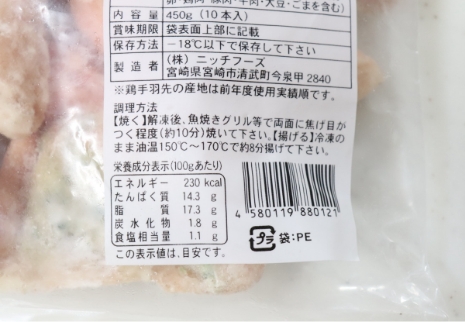 卵・鶏肉・豚肉・牛肉・大豆・ごまを含む)
内容量 450g (10本入)
賞味期限 袋表面上部に記載
保存方法 －18℃以下で保存して下さい
製造者 (株) ニッチフーズ
宮崎県宮崎市清武町今泉甲2840
※鶏手羽先の産地は前年度使用実績順です。
調理方法
【焼く】解凍後、魚焼きグリル等で両面に焦げ目が
つく程度(約10分)焼いて下さい。【揚げる】冷凍の
まま油温150℃～170℃で約8分揚げて下さい。
栄養成分表示(100gあたり)
エネルギー 230 kcal
たんぱく質 14.3 g
脂質 17.3 g
炭水化物 1.8 g
食塩相当量 1.1 g
この表示値は、目安です。
4 580119 880121
プラ 袋:PE